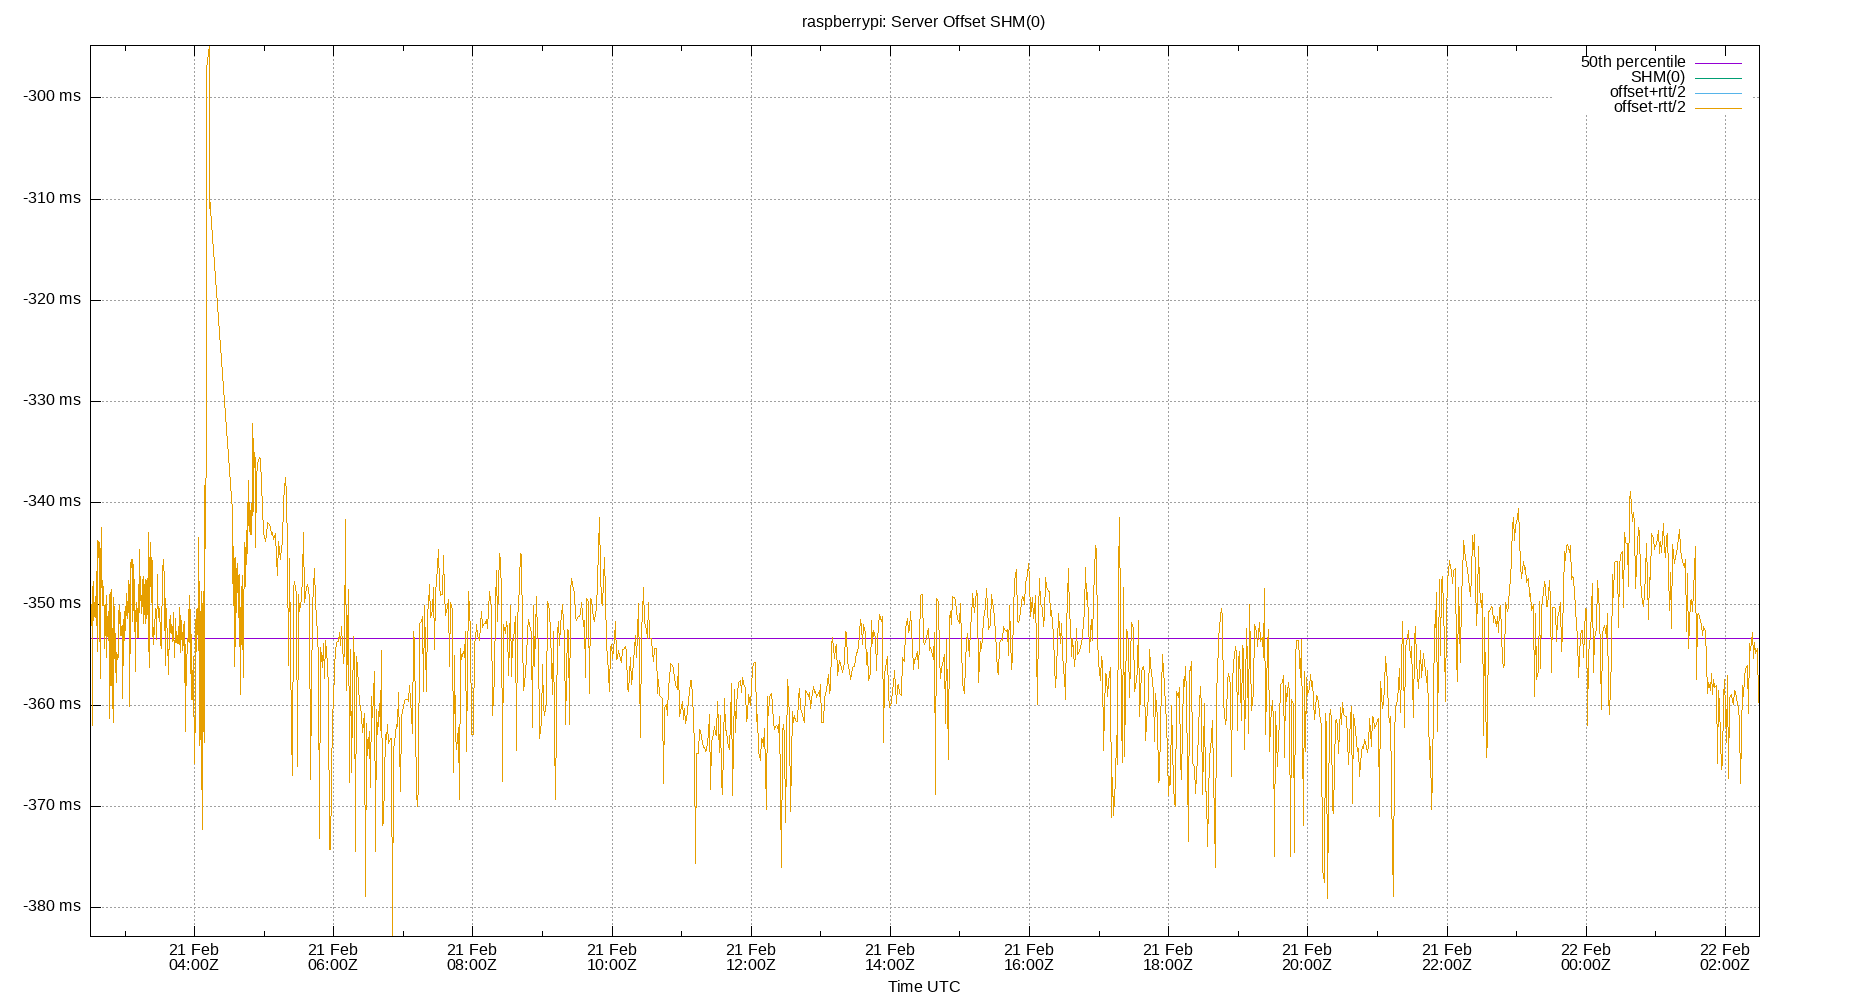 raspberrypi: Server Offset SHM(0)
50th percentile
SHM(0)
offset+rtt/2
offset-rtt/2
-300 ms
-310 ms
-320 ms
-330 ms
-340 ms
-350 ms
-360 ms
-370 ms
-380 ms
21 Feb 21 Feb 21 Feb 21 Feb 21 Feb 21 Feb 21 Feb 21 Feb 21 Feb 21 Feb 22 Feb 22 Feb
04:00Z 06:00Z 08:00Z 10:00Z 12:00Z 14:00Z 16:00Z 18:00Z 20:00Z 22:00Z 00:00Z 02:00Z
Time UTC